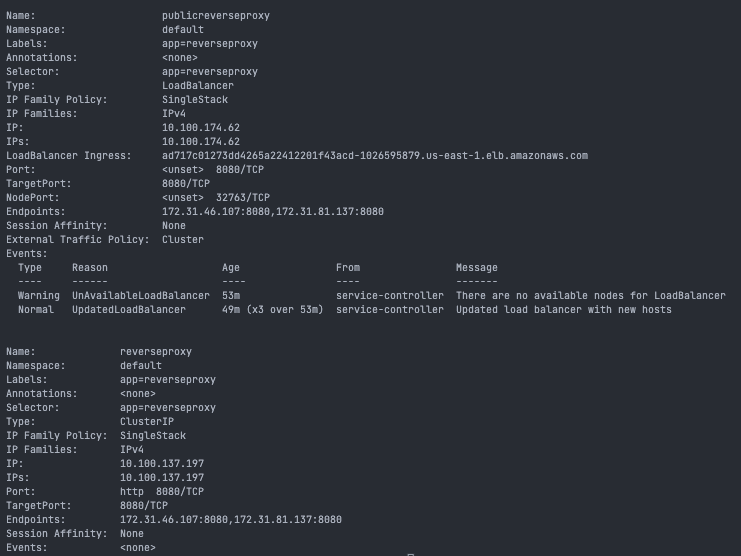 Name:                     publicreverseproxy
Namespace:                default
Labels:                   app=reverseproxy
Annotations:              <none>
Selector:                 app=reverseproxy
Type:                     LoadBalancer
IP Family Policy:         SingleStack
IP Families:              IPv4
IP:                       10.100.174.62
IPs:                      10.100.174.62
LoadBalancer Ingress:     ad717c01273dd4265a22412201f43acd-1026595879.us-east-1.elb.amazonaws.com
Port:                     <unset>  8080/TCP
TargetPort:               8080/TCP
NodePort:                 <unset>  32763/TCP
Endpoints:                172.31.46.107:8080,172.31.81.137:8080
Session Affinity:         None
External Traffic Policy:  Cluster
Events:
  Type     Reason                   Age                 From                Message
  ----     ------                   ----                ----                -------
  Warning  UnAvailableLoadBalancer  53m                 service-controller  There are no available nodes for LoadBalancer
  Normal   UpdatedLoadBalancer      49m (x3 over 53m)   service-controller  Updated load balancer with new hosts
Name:              reverseproxy
Namespace:         default
Labels:            app=reverseproxy
Annotations:       <none>
Selector:          app=reverseproxy
Type:              ClusterIP
IP Family Policy:  SingleStack
IP Families:       IPv4
IP:                10.100.137.197
IPs:               10.100.137.197
Port:              http  8080/TCP
TargetPort:        8080/TCP
Endpoints:         172.31.46.107:8080,172.31.81.137:8080
Session Affinity:  None
Events:            <none>